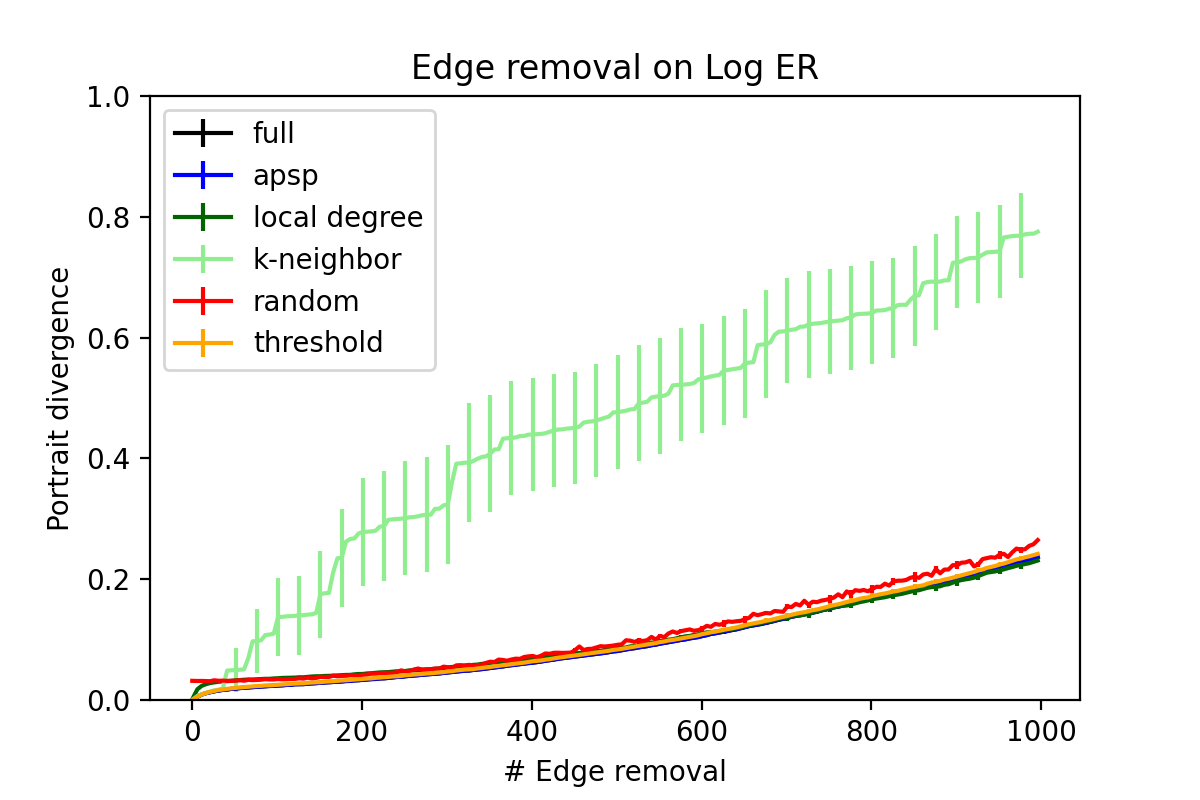 Edge removal on Log ER
1.0
0.8
0.6
0.4
0.2
0.0
Portrait divergence
full
apsp
local degree
k-neighbor
random
threshold
0 200 400 600 800 1000
# Edge removal